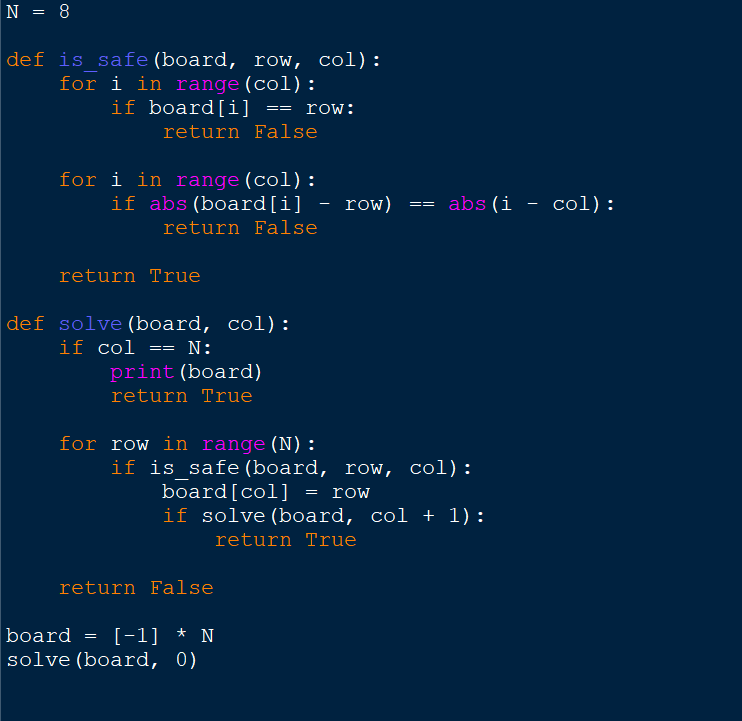 N = 8

def is_safe(board, row, col):
    for i in range(col):
        if board[i] == row:
            return False

    for i in range(col):
        if abs(board[i] - row) == abs(i - col):
            return False

    return True

def solve(board, col):
    if col == N:
        print(board)
        return True

    for row in range(N):
        if is_safe(board, row, col):
            board[col] = row
            if solve(board, col + 1):
                return True

    return False

board = [-1] * N
solve(board, 0)